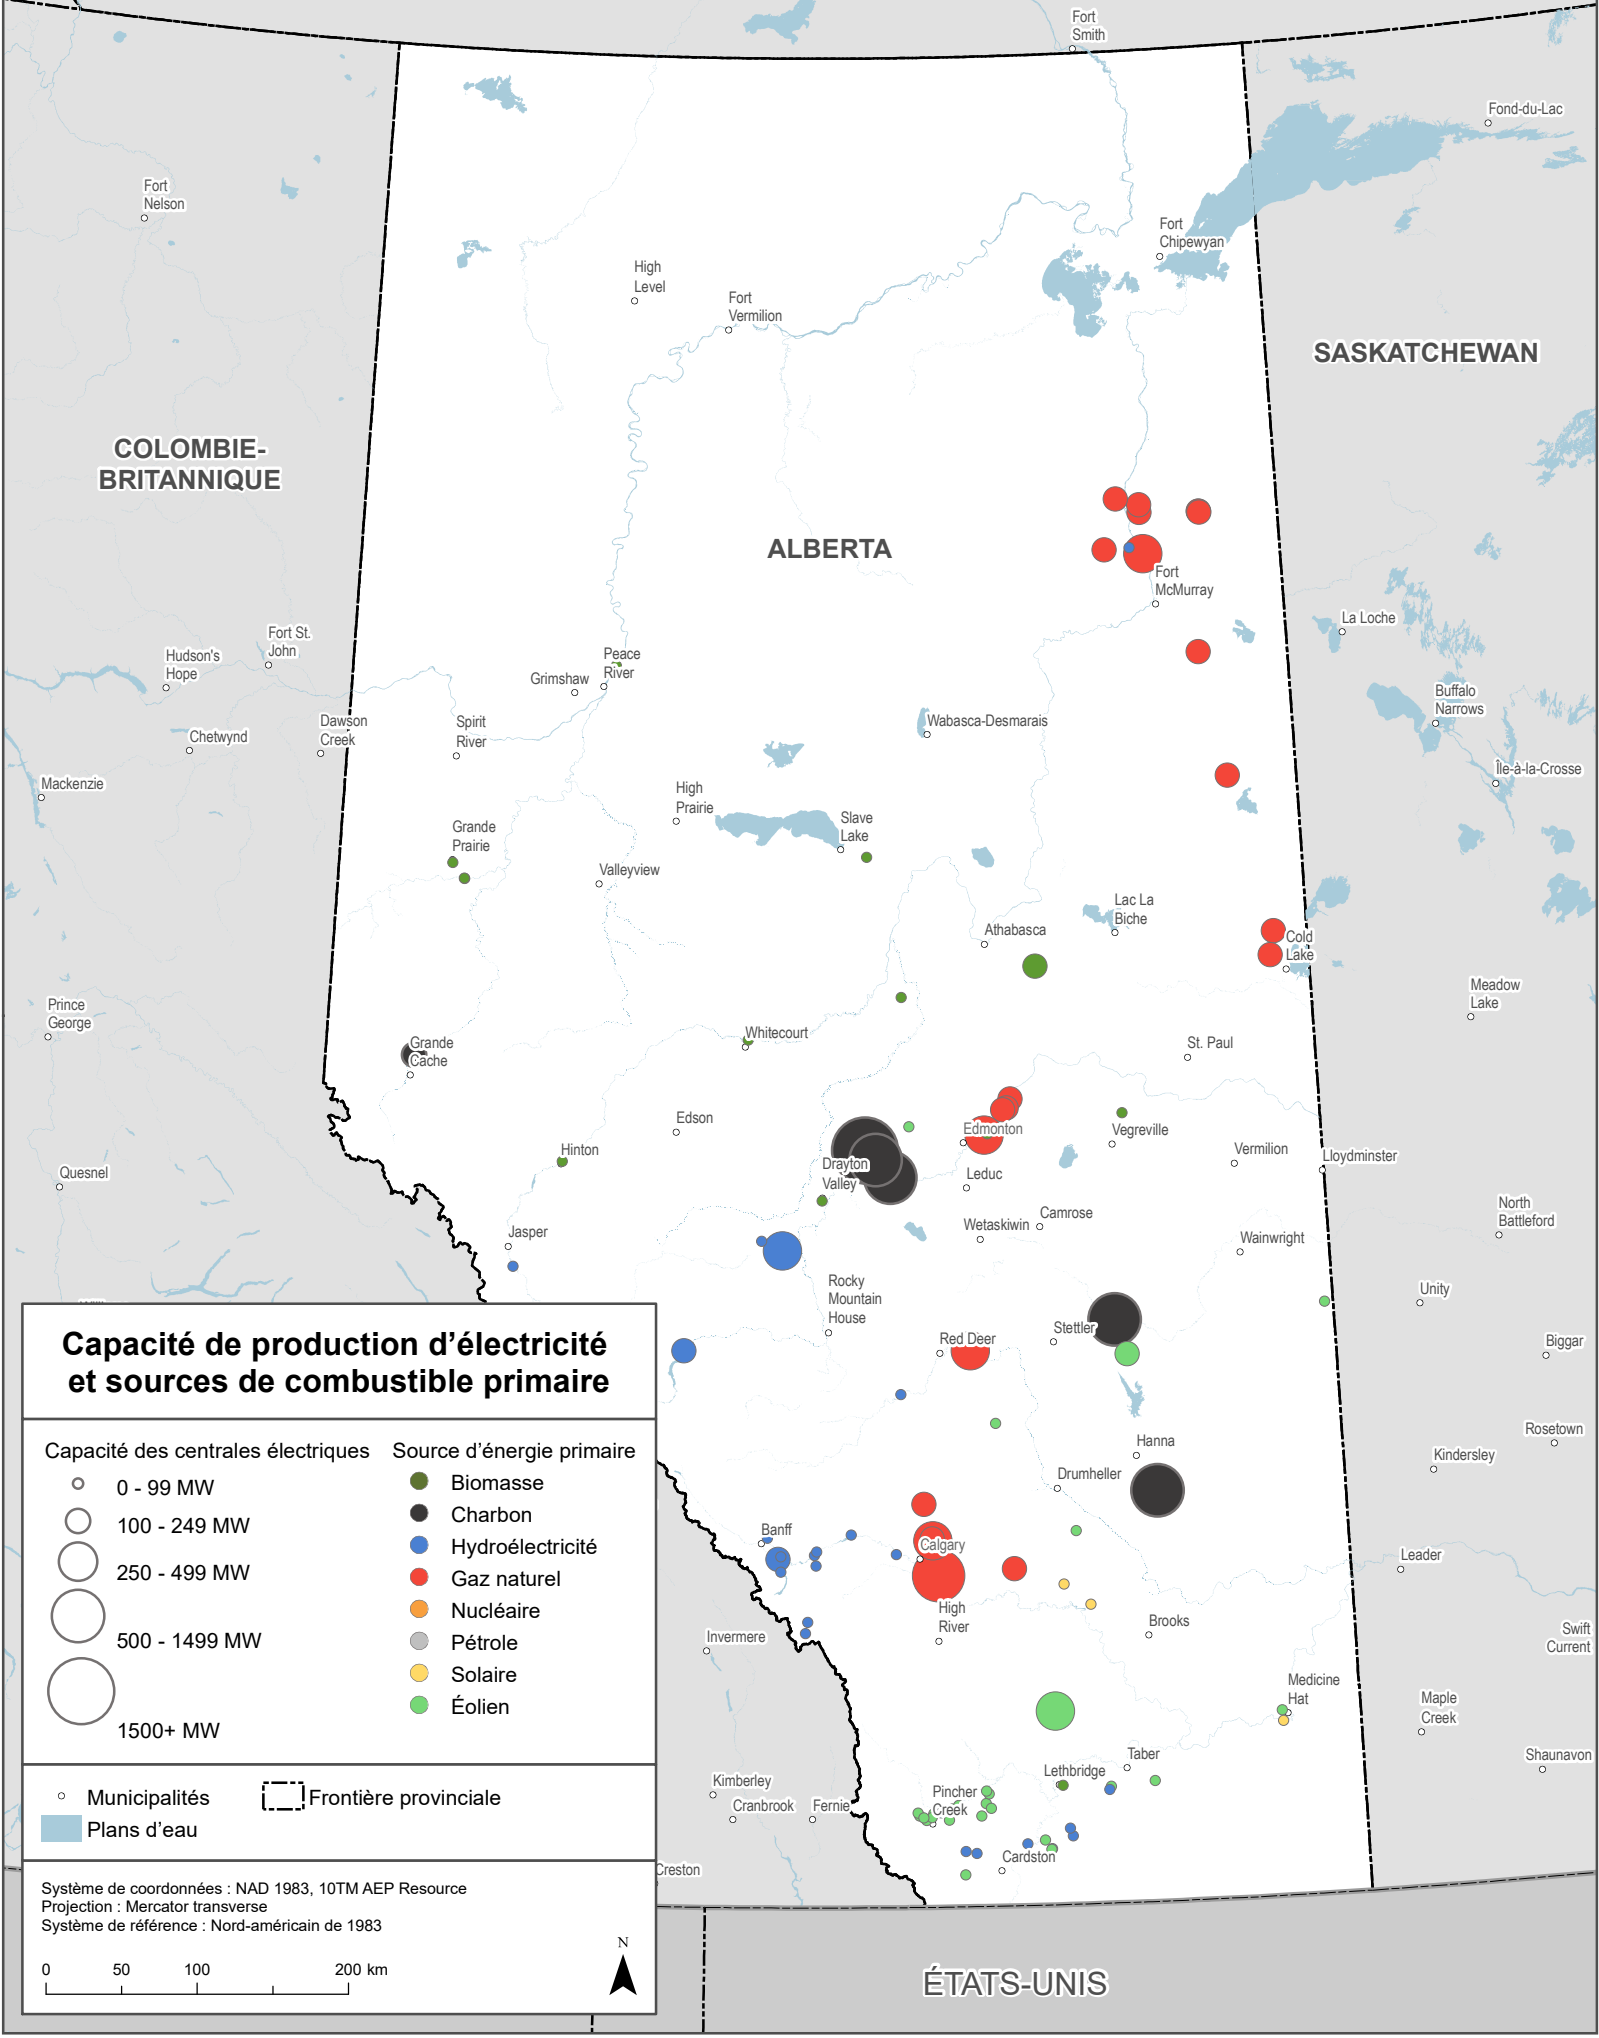 Fort
Smith
Fond-du-Lac
Fort
Nelson
Fort
Chipewyan
High
Level
Fort
Vermilion
SASKATCHEWAN
COLOMBIE-
BRITANNIQUE
ALBERTA
Fort
McMurray
La Loche
Fort St.
John
Hudson's
Hope
Peace
River
Grimshaw
Buffalo
Narrows
Dawson
Creek
Spirit
River
Wabasca-Desmarais
Chetwynd
Île-à-la-Crosse
Mackenzie
High
Prairie
Slave
Lake
Grande
Prairie
Valleyview
Lac La
Biche
Athabasca
Cold
Lake
Meadow
Lake
Prince
George
Whitecourt
Grande
Cache
St. Paul
Edson
Edmonton
Vegreville
Hinton
Vermilion
Lloydminster
Drayton
Valley
Quesnel
Leduc
North
Battleford
Camrose
Wetaskiwin
Jasper
Wainwright
Rocky
Mountain
House
Unity
Stettler
Red Deer
Biggar
Rosetown
Hanna
Kindersley
Drumheller
Banff
Calgary
Leader
High
River
Brooks
Swift
Current
Invermere
Medicine
Hat
Maple
Creek
Taber
Shaunavon
Lethbridge
Kimberley
Pincher
Creek
Cranbrook
Fernie
Cardston
Creston
ÉTATS-UNIS
Capacité de production d’électricité
et sources de combustible primaire
Capacité des centrales électriques
0 - 99 MW
100 - 249 MW
250 - 499 MW
500 - 1499 MW
1500+ MW
Source d’énergie primaire
Biomasse
Charbon
Hydroélectricité
Gaz naturel
Nucléaire
Pétrole
Solaire
Éolien
Municipalités
Frontière provinciale
Plans d’eau
Système de coordonnées : NAD 1983, 10TM AEP Resource
Projection : Mercator transverse
Système de référence : Nord-américain de 1983
N
0 50 100 200 km